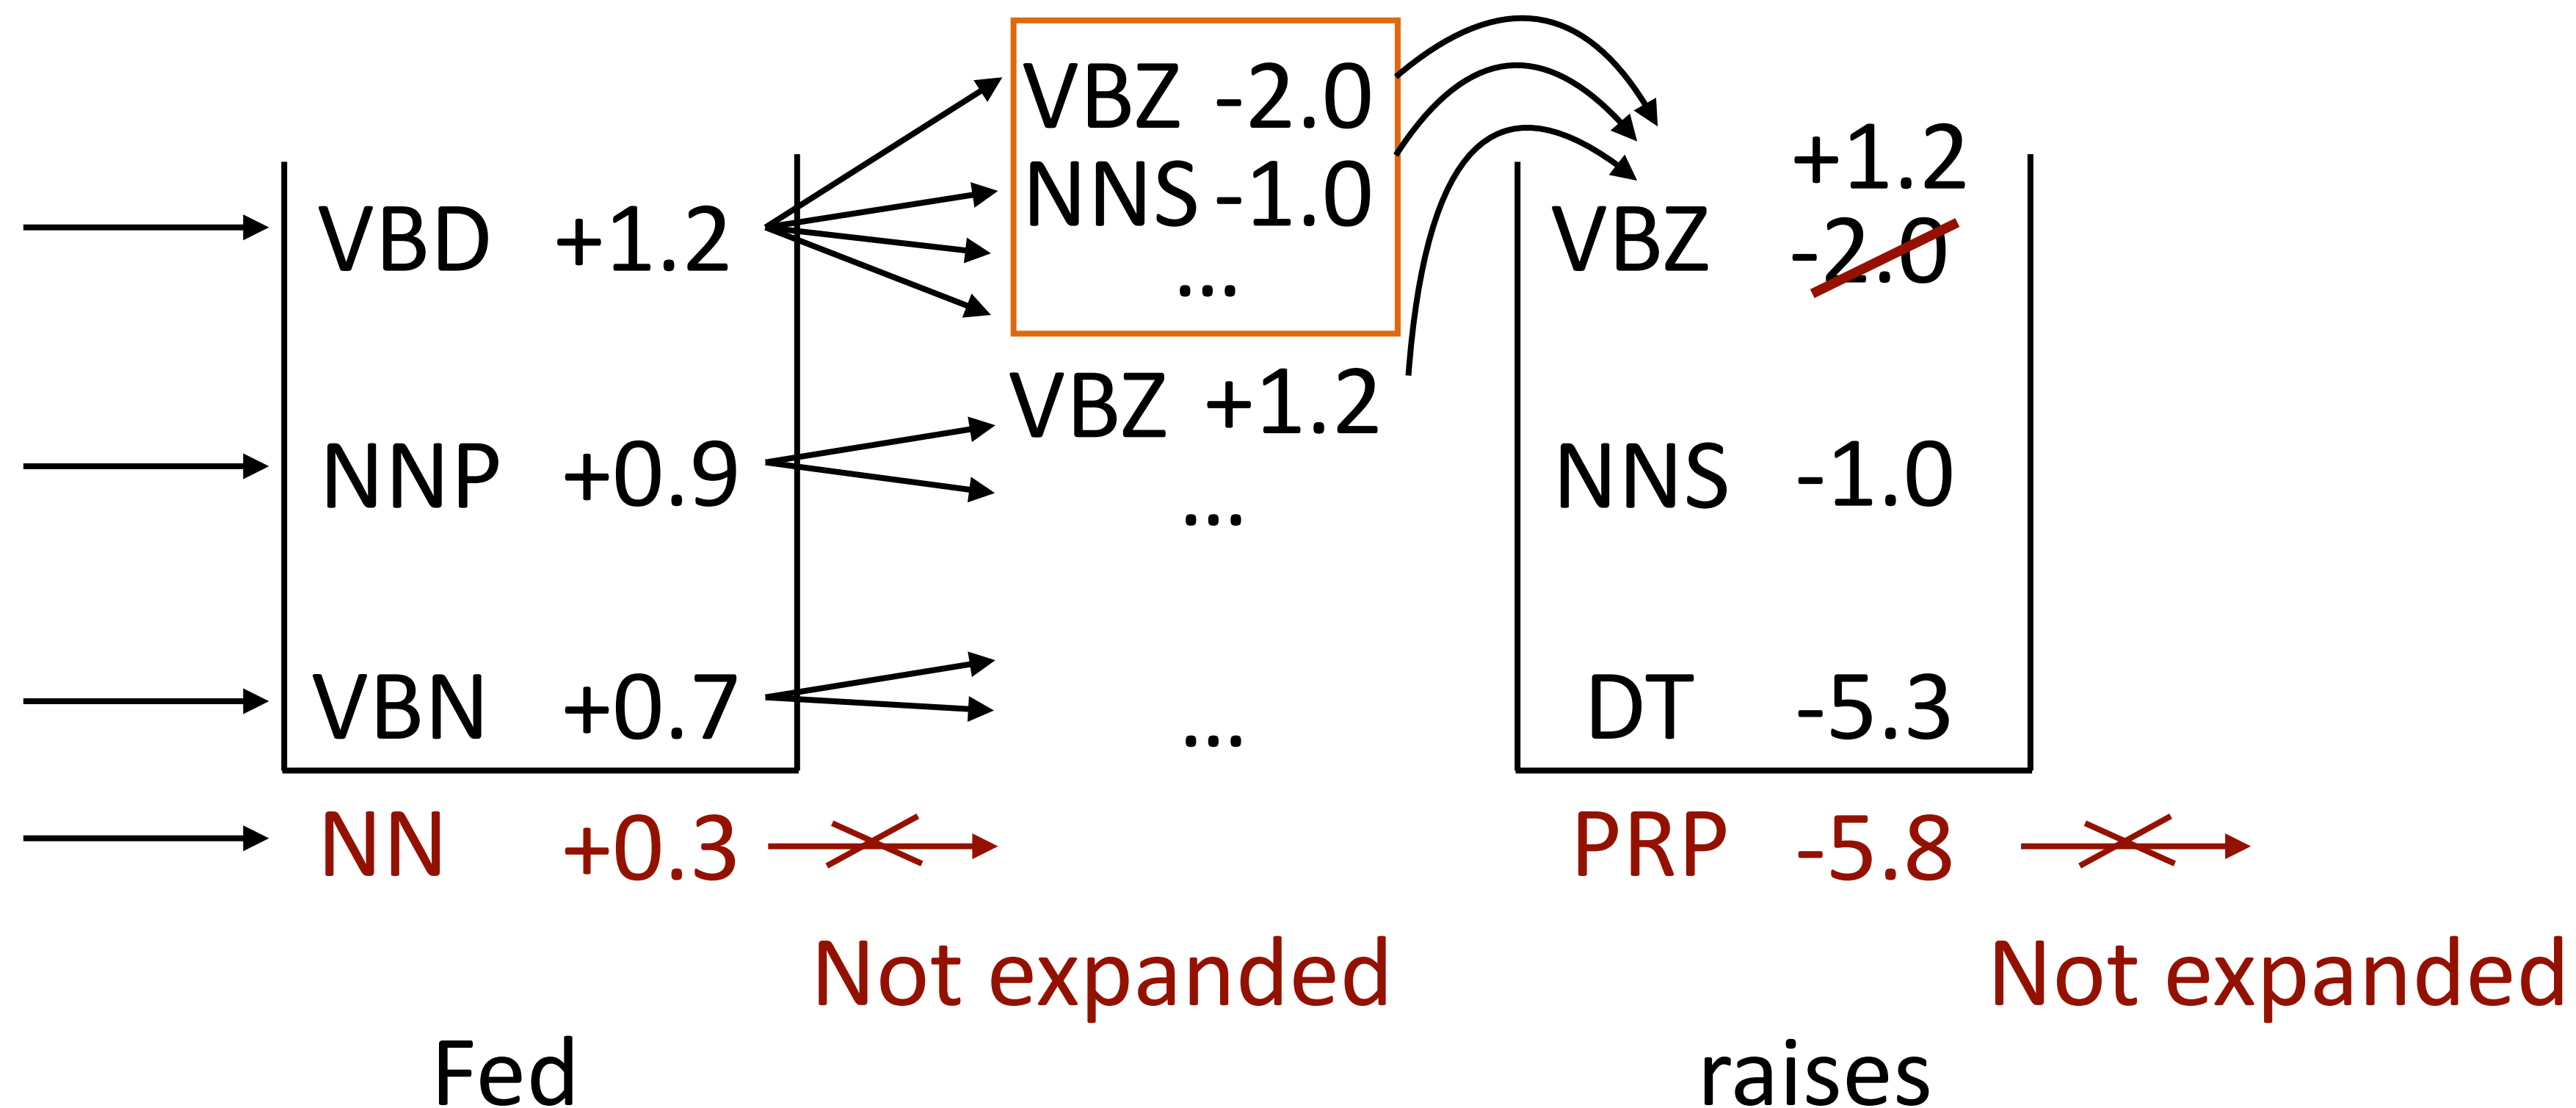 VBD +1.2
NNP +0.9
VBN +0.7
NN +0.3
Not expanded
Fed
VBZ -2.0
NNS -1.0
...
VBZ +1.2
...
...
+1.2
VBZ -2.0
NNS -1.0
DT -5.3
PRP -5.8
Not expanded
raises